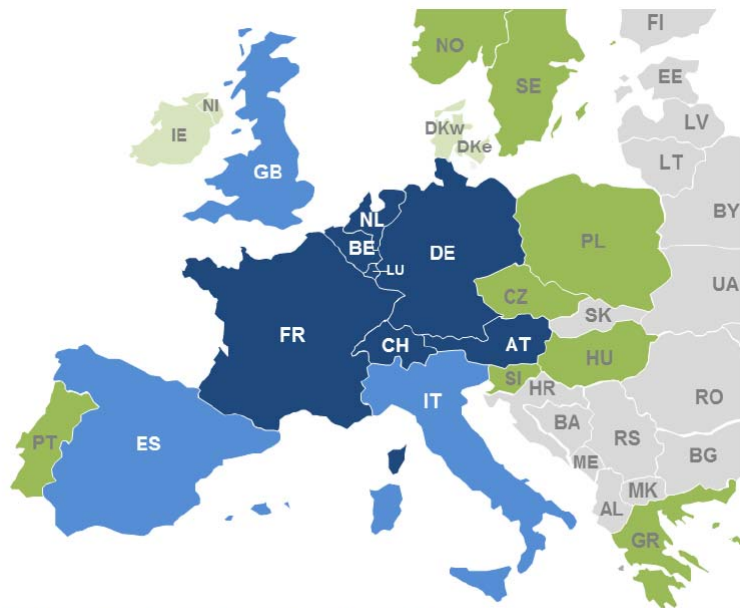 FI
NO
EE
SE
NI
LV
DKw
IE
DKe
LT
GB
NL
BY
BE
DE
PL
LU
UA
CZ
SK
FR
CH
AT
HU
SI
IT
HR
RO
BA
RS
PT
ES
BG
ME
MK
AL
GR